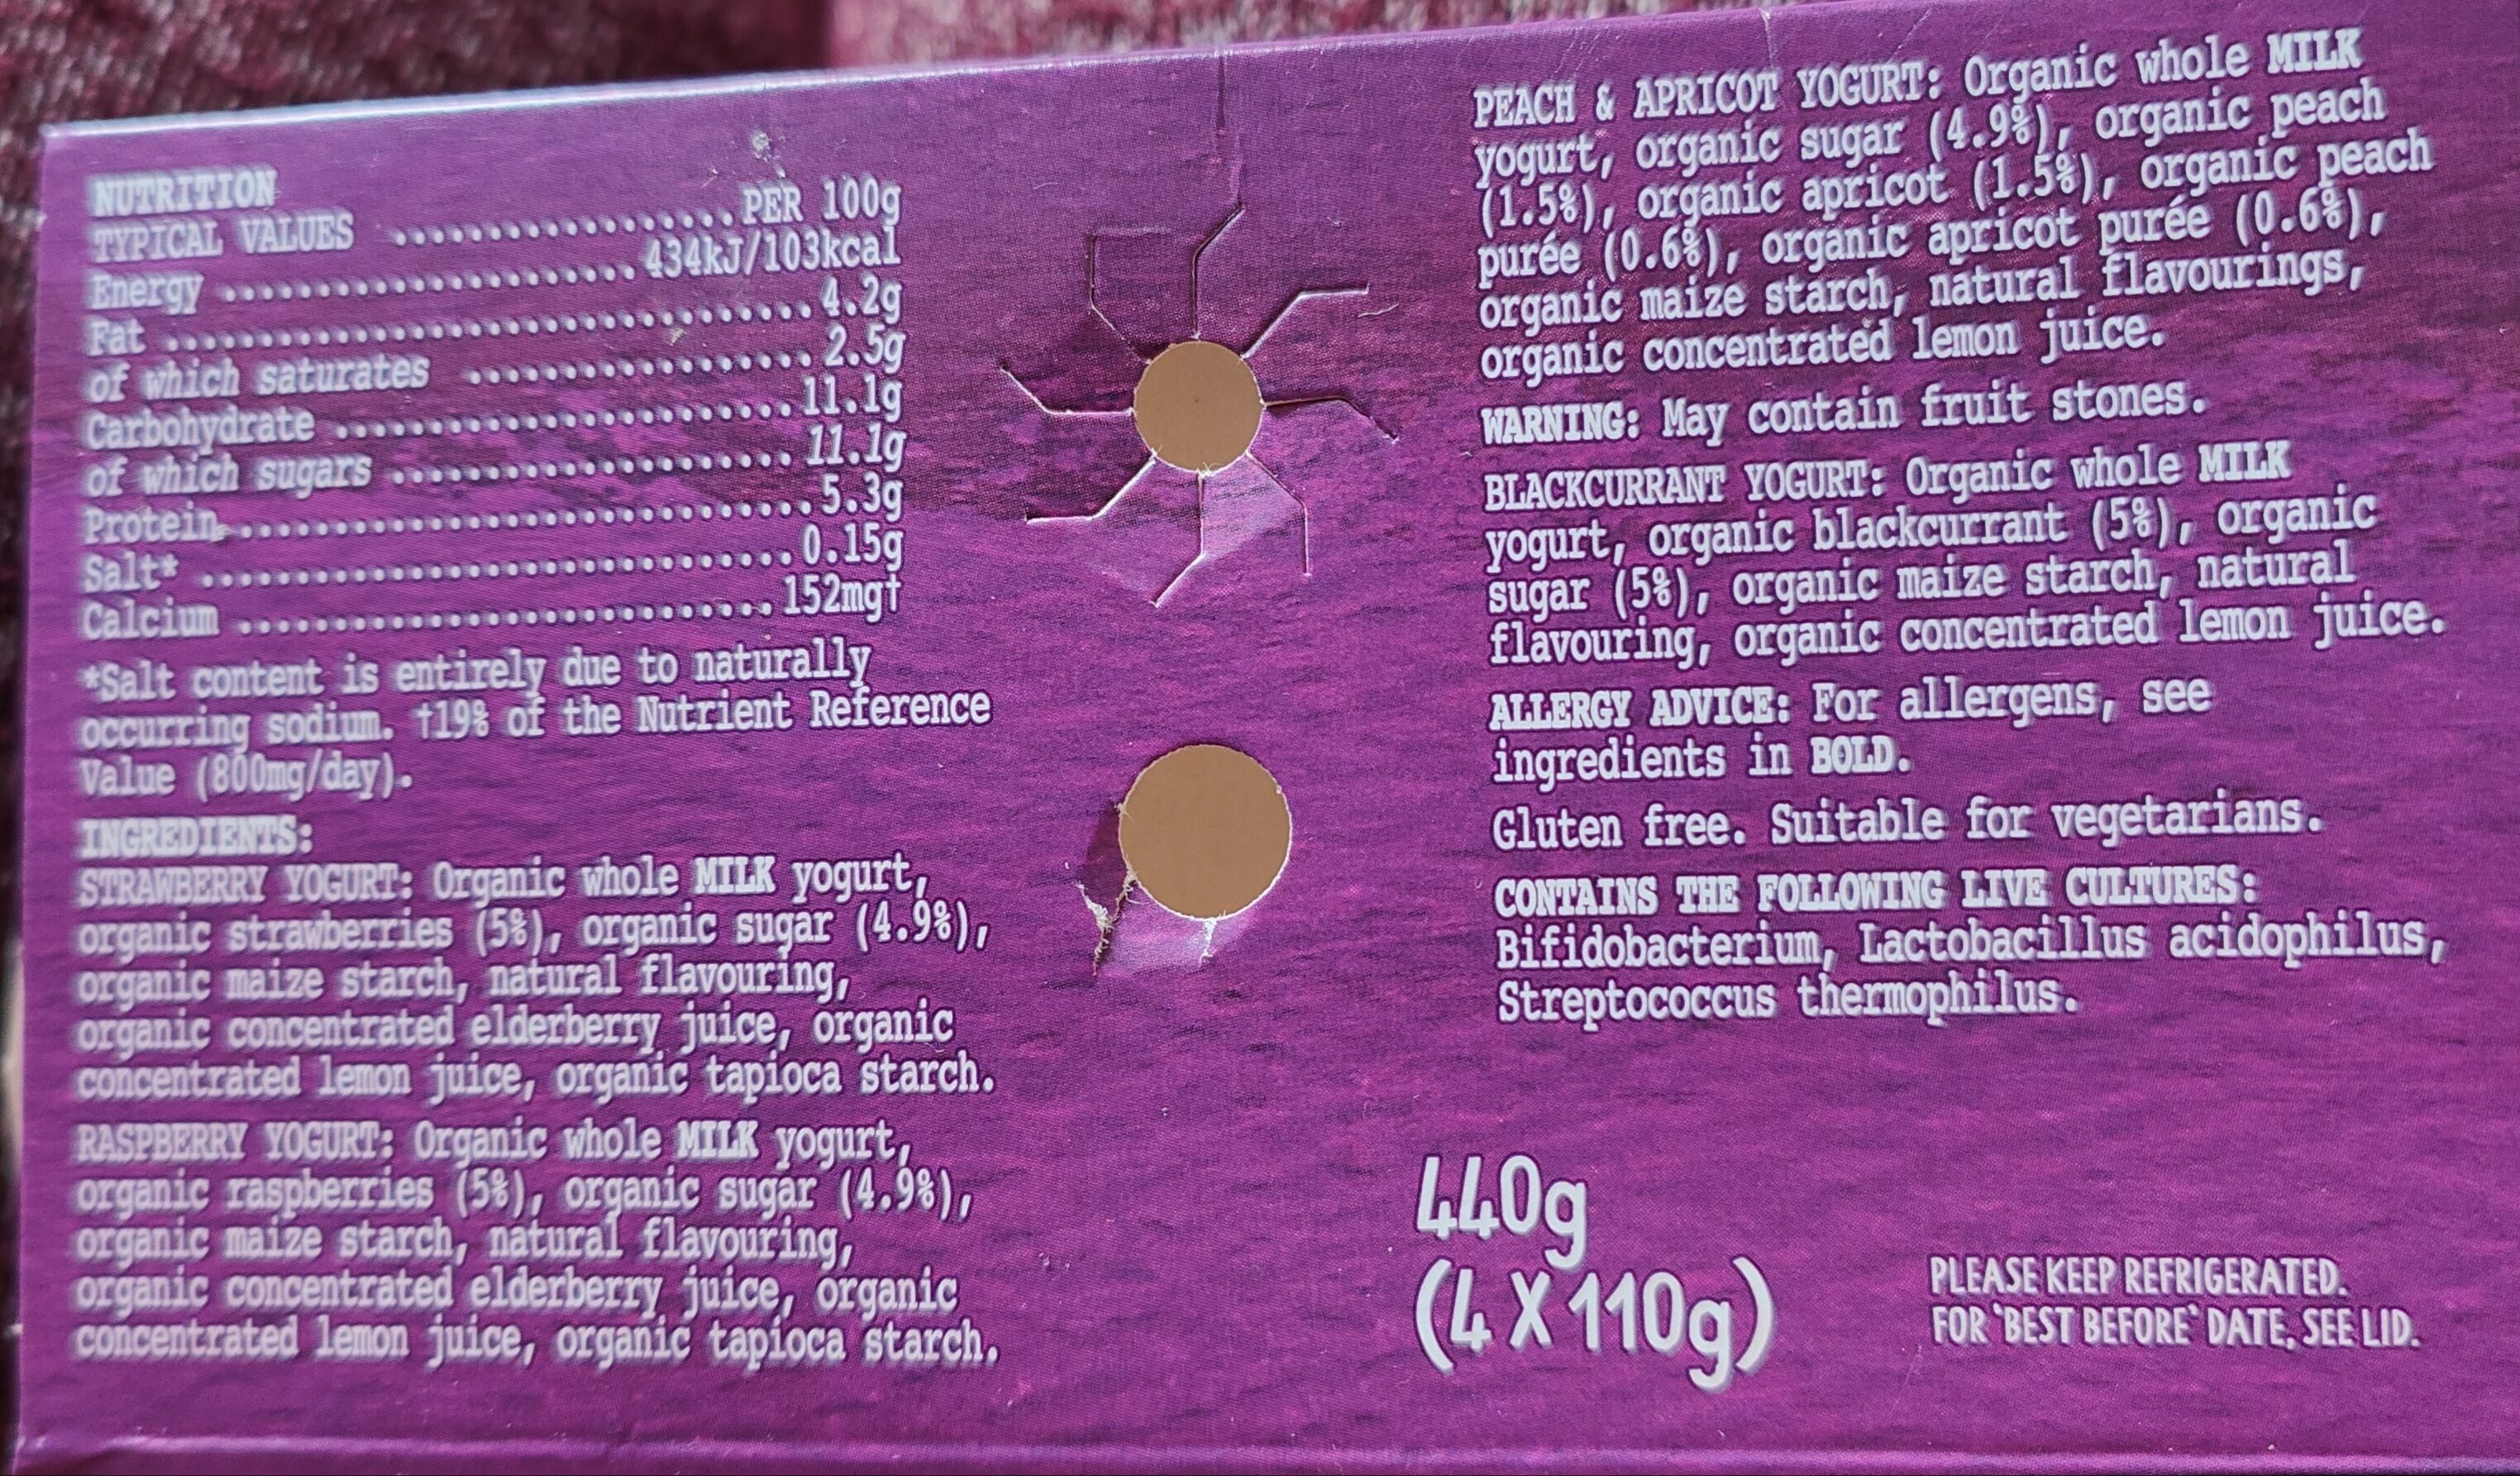 NUTRITION
TYPICAL VALUES ..................PER 100g
Energy ......................434kJ/103kcal
Fat ..................................4.2g
of which saturates ..................2.5g
Carbohydrate ........................11.1g
of which sugars .....................11.1g
Protein..............................5.3g
Salt* ...............................0.15g
Calcium ............................152mg†
*Salt content is entirely due to naturally
occurring sodium. †19% of the Nutrient Reference
Value (800mg/day).
INGREDIENTS:
STRAWBERRY YOGURT: Organic whole MILK yogurt,
organic strawberries (5%), organic sugar (4.9%),
organic maize starch, natural flavouring,
organic concentrated elderberry juice, organic
concentrated lemon juice, organic tapioca starch.
RASPBERRY YOGURT: Organic whole MILK yogurt,
organic raspberries (5%), organic sugar (4.9%),
organic maize starch, natural flavouring,
organic concentrated elderberry juice, organic
concentrated lemon juice, organic tapioca starch.
PEACH & APRICOT YOGURT: Organic whole MILK
yogurt, organic sugar (4.9%), organic peach
(1.5%), organic apricot (1.5%), organic peach
purée (0.6%), organic apricot purée (0.6%),
organic maize starch, natural flavourings,
organic concentrated lemon juice.
WARNING: May contain fruit stones.
BLACKCURRANT YOGURT: Organic whole MILK
yogurt, organic blackcurrant (5%), organic
sugar (5%), organic maize starch, natural
flavouring, organic concentrated lemon juice.
ALLERGY ADVICE: For allergens, see
ingredients in BOLD.
Gluten free. Suitable for vegetarians.
CONTAINS THE FOLLOWING LIVE CULTURES:
Bifidobacterium, Lactobacillus acidophilus,
Streptococcus thermophilus.
440g
(4 X 110g)
PLEASE KEEP REFRIGERATED.
FOR `BEST BEFORE` DATE, SEE LID.